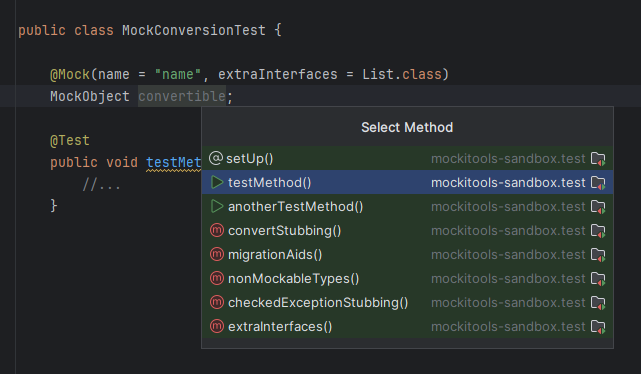 public class MockConversionTest {
@Mock(name = "name", extraInterfaces = List.class)
MockObject convertible;
@Test
public void testMet
//...
}
Select Method
setUp() mockitools-sandbox.test
testMethod() mockitools-sandbox.test
anotherTestMethod() mockitools-sandbox.test
convertStubbing() mockitools-sandbox.test
migrationAids() mockitools-sandbox.test
nonMockableTypes() mockitools-sandbox.test
checkedExceptionStubbing() mockitools-sandbox.test
extraInterfaces() mockitools-sandbox.test